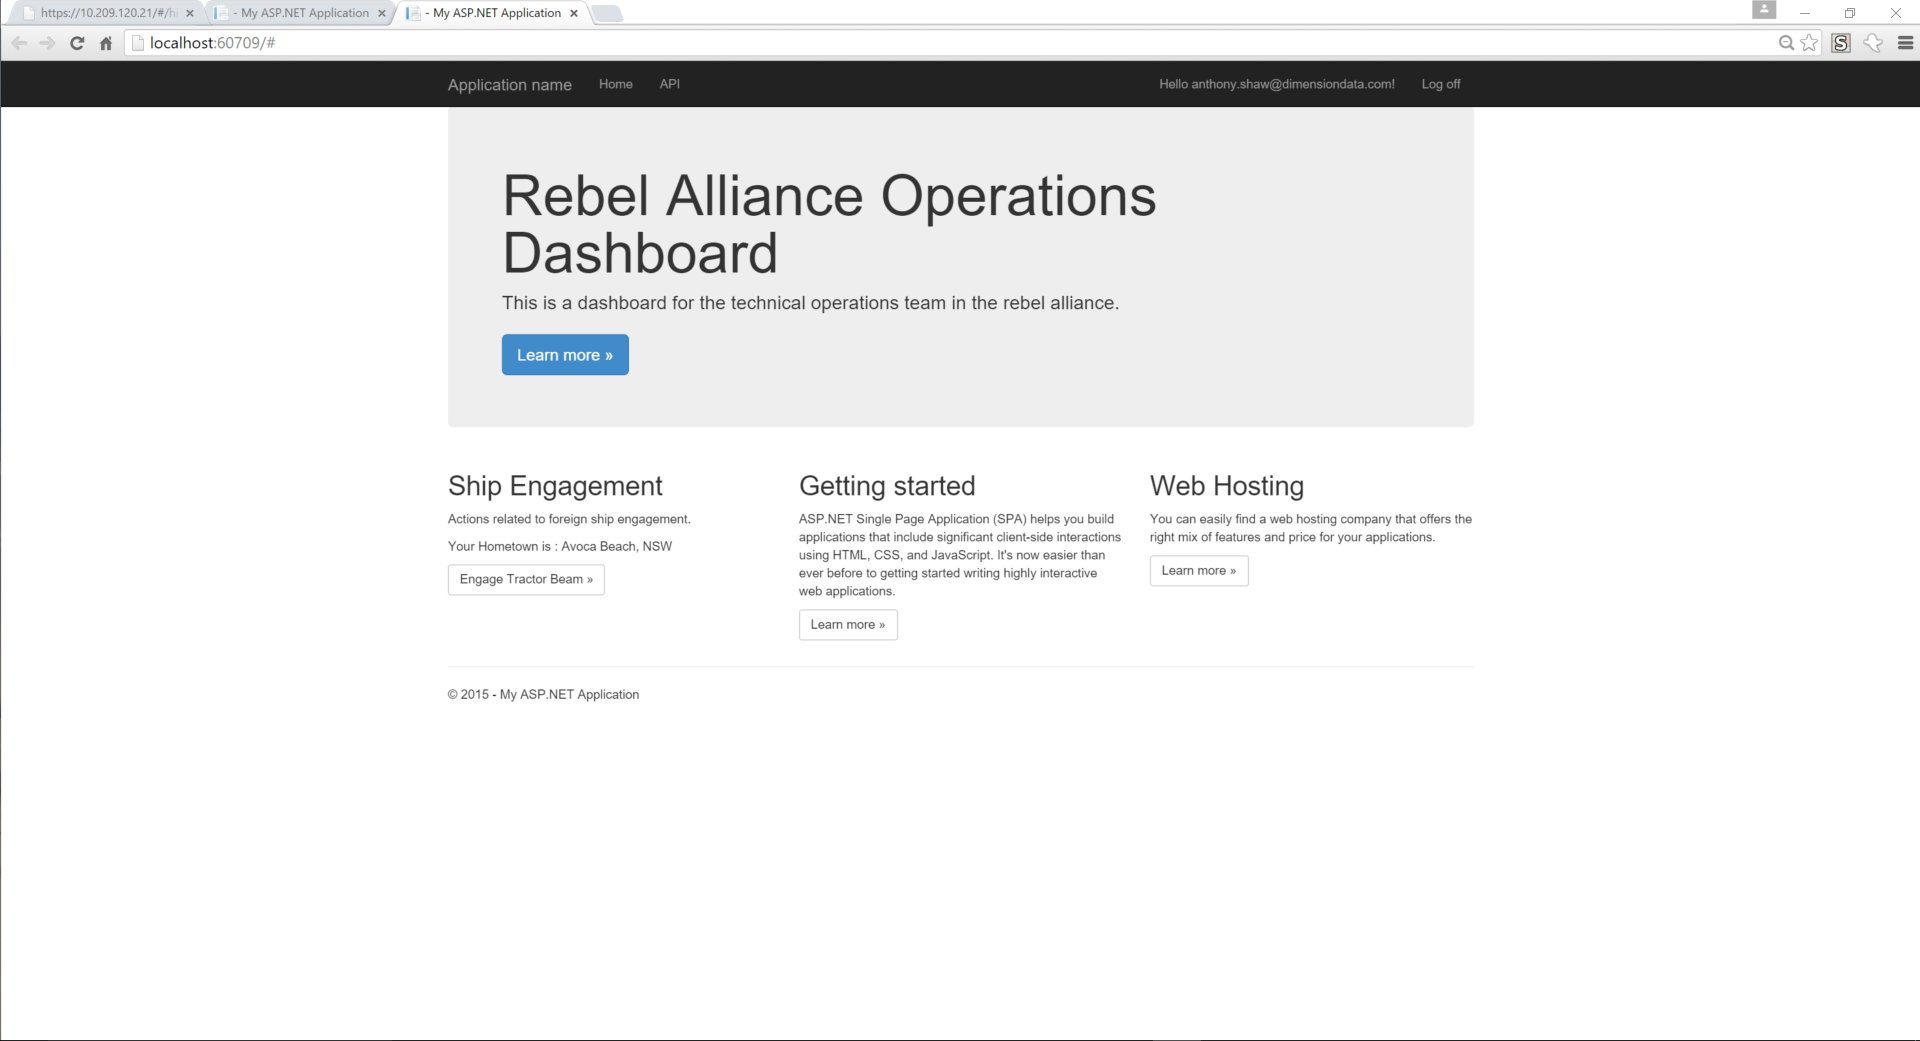 https://10.209.120.21/#/h
- My ASP.NET Application
- My ASP.NET Application
localhost:60709/#
S
Application name Home API Hello anthony.shaw@dimensiondata.com! Log off
Rebel Alliance Operations
Dashboard
This is a dashboard for the technical operations team in the rebel alliance.
Learn more »
Ship Engagement
Actions related to foreign ship engagement.
Your Hometown is : Avoca Beach, NSW
Engage Tractor Beam »
Getting started
ASP.NET Single Page Application (SPA) helps you build
applications that include significant client-side interactions
using HTML, CSS, and JavaScript. It's now easier than
ever before to getting started writing highly interactive
web applications.
Learn more »
Web Hosting
You can easily find a web hosting company that offers the
right mix of features and price for your applications.
Learn more »
© 2015 - My ASP.NET Application